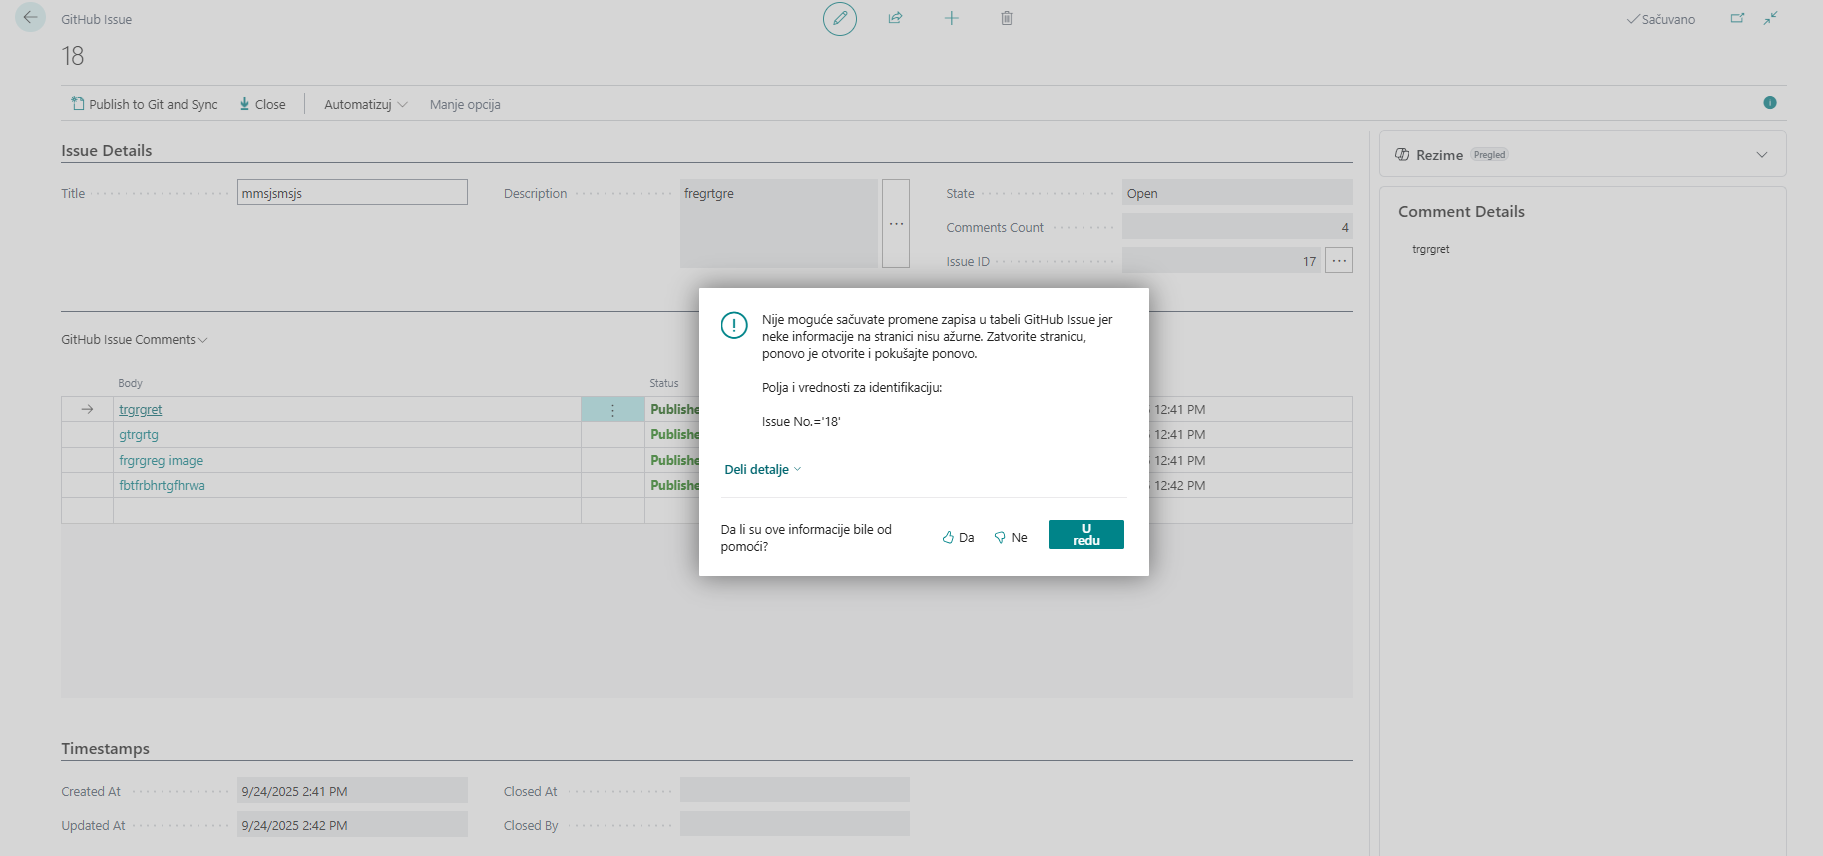 GitHub Issue
Sačuvano
18
Publish to Git and Sync
Close
Automatizuj
Manje opcija
Issue Details
Title
mmsjsmsjs
Description
fregrtgre
State
Open
Comments Count
4
Issue ID
17
Rezime
Pregled
Comment Details
trgrgret
GitHub Issue Comments
Body
Status
trgrgret
Publishe
12:41 PM
gtrgrtg
Publishe
12:41 PM
frgrgreg image
Publishe
12:41 PM
fbtfrbhrtgfhrwa
Publishe
12:42 PM
Nije moguće sačuvate promene zapisa u tabeli GitHub Issue jer
neke informacije na stranici nisu ažurne. Zatvorite stranicu,
ponovo je otvorite i pokušajte ponovo.
Polja i vrednosti za identifikaciju:
Issue No.='18'
Deli detalje
Da li su ove informacije bile od
pomoći?
Da
Ne
U
redu
Timestamps
Created At
9/24/2025 2:41 PM
Closed At
Updated At
9/24/2025 2:42 PM
Closed By